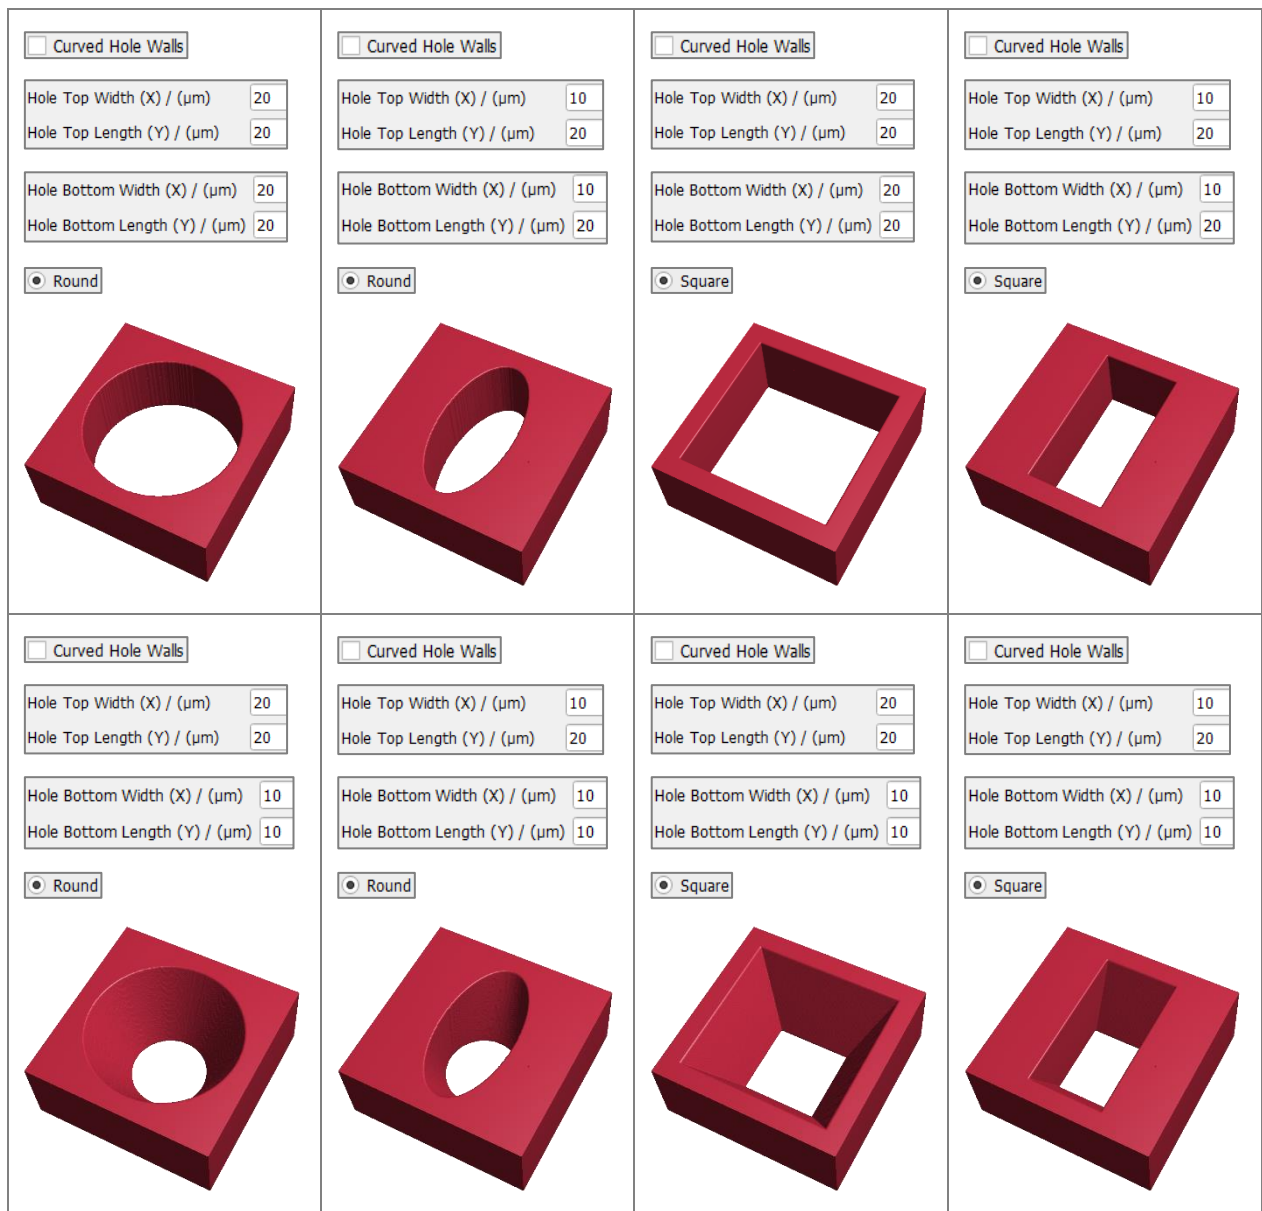 Curved Hole Walls
Hole Top Width (X) / (µm) 20
Hole Top Length (Y) / (µm) 20
Hole Bottom Width (X) / (µm) 20
Hole Bottom Length (Y) / (µm) 20
Round
Curved Hole Walls
Hole Top Width (X) / (µm) 10
Hole Top Length (Y) / (µm) 20
Hole Bottom Width (X) / (µm) 10
Hole Bottom Length (Y) / (µm) 20
Round
Curved Hole Walls
Hole Top Width (X) / (µm) 20
Hole Top Length (Y) / (µm) 20
Hole Bottom Width (X) / (µm) 20
Hole Bottom Length (Y) / (µm) 20
Square
Curved Hole Walls
Hole Top Width (X) / (µm) 10
Hole Top Length (Y) / (µm) 20
Hole Bottom Width (X) / (µm) 10
Hole Bottom Length (Y) / (µm) 20
Square
Curved Hole Walls
Hole Top Width (X) / (µm) 20
Hole Top Length (Y) / (µm) 20
Hole Bottom Width (X) / (µm) 10
Hole Bottom Length (Y) / (µm) 10
Round
Curved Hole Walls
Hole Top Width (X) / (µm) 10
Hole Top Length (Y) / (µm) 20
Hole Bottom Width (X) / (µm) 10
Hole Bottom Length (Y) / (µm) 10
Round
Curved Hole Walls
Hole Top Width (X) / (µm) 20
Hole Top Length (Y) / (µm) 20
Hole Bottom Width (X) / (µm) 10
Hole Bottom Length (Y) / (µm) 10
Square
Curved Hole Walls
Hole Top Width (X) / (µm) 10
Hole Top Length (Y) / (µm) 20
Hole Bottom Width (X) / (µm) 10
Hole Bottom Length (Y) / (µm) 10
Square